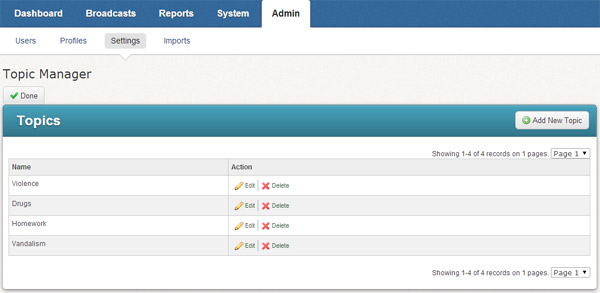 Dashboard Broadcasts Reports System Admin
Users Profiles Settings Imports
Topic Manager
Done
Topics Add New Topic
Showing 1-4 of 4 records on 1 pages. Page 1
Name Action
Violence Edit Delete
Drugs Edit Delete
Homework Edit Delete
Vandalism Edit Delete
Showing 1-4 of 4 records on 1 pages. Page 1